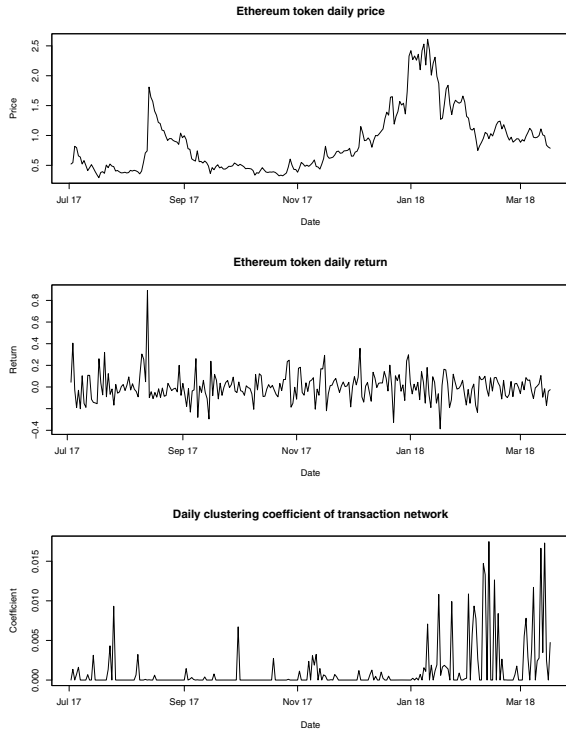 Ethereum token daily price
Price
2.5
2.0
1.5
1.0
0.5
Jul 17 Sep 17 Nov 17 Jan 18 Mar 18
Date
Ethereum token daily return
Return
0.8
0.6
0.4
0.2
0.0
−0.4
Jul 17 Sep 17 Nov 17 Jan 18 Mar 18
Date
Daily clustering coefficient of transaction network
Coefficient
0.015
0.010
0.005
0.000
Jul 17 Sep 17 Nov 17 Jan 18 Mar 18
Date